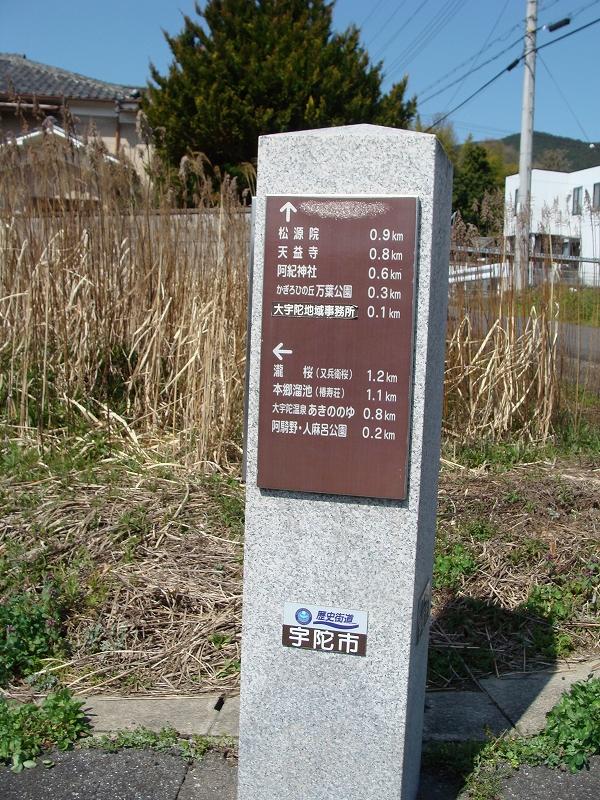 ↑
松源院 0.9km
天益寺 0.8km
阿紀神社 0.6km
かぎろひの丘 万葉公園 0.3km
大宇陀地域事務所 0.1km
←
瀧桜(又兵衛桜) 1.2km
本郷溜池(椿寿荘) 1.1km
大宇陀温泉 あきののゆ 0.8km
阿騎野・人麻呂公園 0.2km
歴史街道
宇陀市